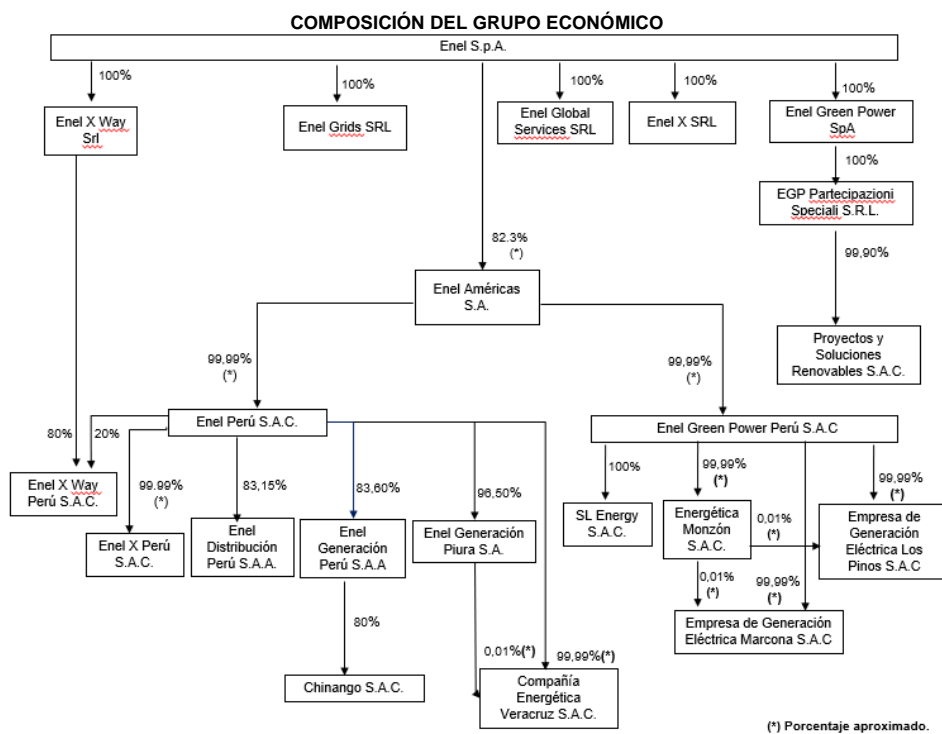 COMPOSICIÓN DEL GRUPO ECONÓMICO
Enel S.p.A.
100%
100%
100%
100%
100%
Enel X Way
Srl
Enel Grids SRL
Enel Global
Services SRL
Enel X SRL
Enel Green Power
SpA
100%
EGP Partecipazioni
Speciali S.R.L.
82.3%
(*)
99,90%
Enel Américas
S.A.
Proyectos y
Soluciones
Renovables S.A.C.
99,99%
(*)
99,99%
(*)
Enel Perú S.A.C.
Enel Green Power Perú S.A.C
80%
20%
99.99%
(*)
83,15%
83,60%
96,50%
100%
99,99%
(*)
99,99%
(*)
Enel X Way
Perú S.A.C.
Enel X Perú
S.A.C.
Enel
Distribución
Perú S.A.A.
Enel
Generación
Perú S.A.A
Enel Generación
Piura S.A.
SL Energy
S.A.C.
Energética
Monzón
S.A.C.
0,01%
(*)
Empresa de
Generación
Eléctrica Los
Pinos S.A.C
0,01%
(*)
99,99%
(*)
80%
Empresa de Generación
Eléctrica Marcona S.A.C
0,01%(*)
99,99%(*)
Chinango S.A.C.
Compañía
Energética
Veracruz S.A.C.
(*) Porcentaje aproximado.